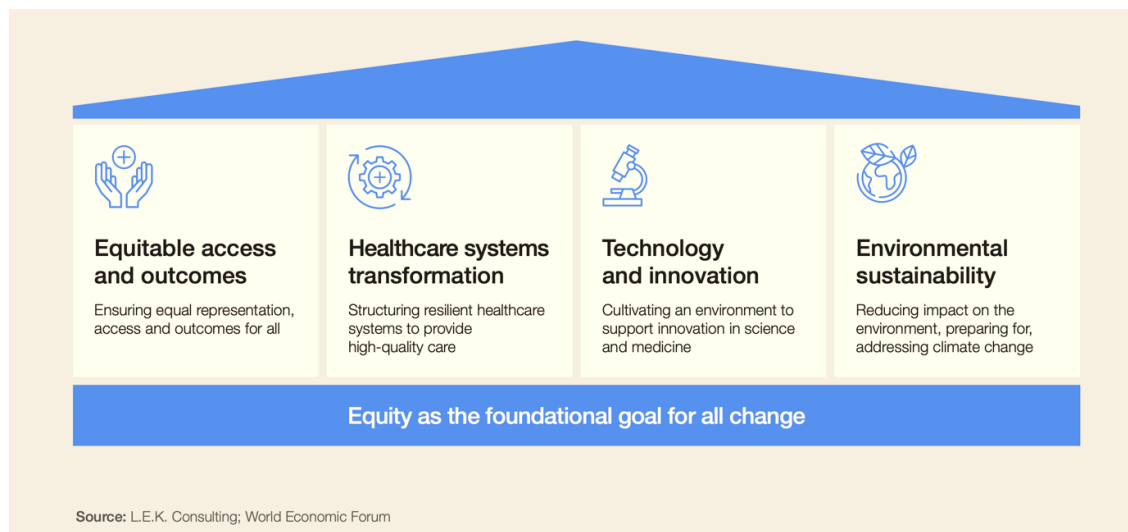 Equitable access
and outcomes
Ensuring equal representation,
access and outcomes for all
Healthcare systems
transformation
Structuring resilient healthcare
systems to provide
high-quality care
Technology
and innovation
Cultivating an environment to
support innovation in science
and medicine
Environmental
sustainability
Reducing impact on the
environment, preparing for,
addressing climate change
Equity as the foundational goal for all change
Source: L.E.K. Consulting; World Economic Forum